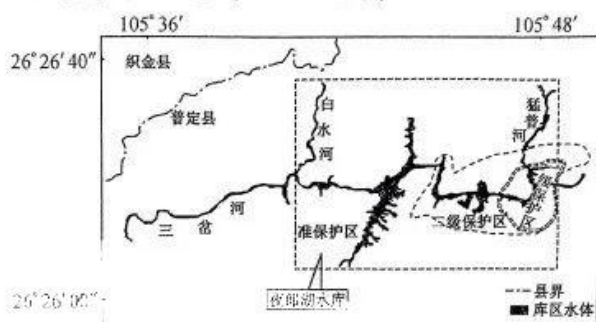 105°36′
105°48′
26°26′40″
织金县
普定县
白水河
猛普河
三岔河
准保护区
二级保护区
夜郎湖水库
26°26′00″
县界
库区水体